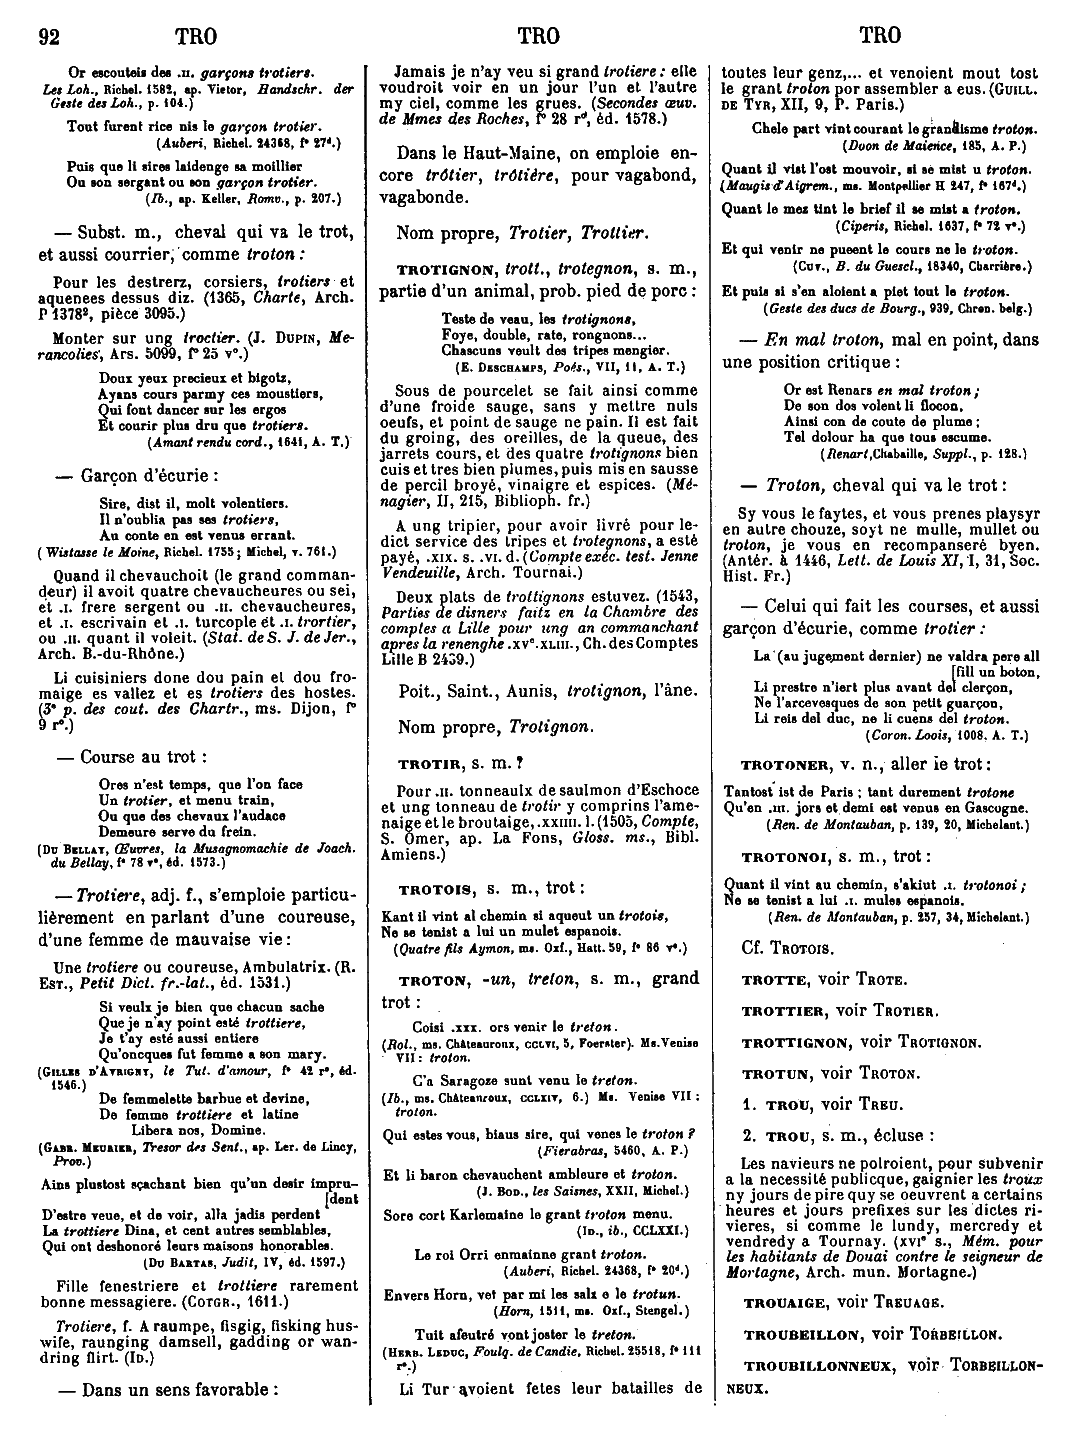 92
TRO
TRO
TRO
Or escouteis des .II. garçons trotiers.
Les Loh., Richel. 1582, ap. Vietor, Handschr. der
Geste des Loh., p. 104.)
Tout furent rice nis le garçon trotier.
(Auberi, Richel. 24368, f° 27d.)
Puis que li sires laidenge sa moillier
Ou son sergant ou son garçon trotier.
(Ib., ap. Keller, Romv., p. 207.)
— Subst. m., cheval qui va le trot,
et aussi courrier, comme troton :
Pour les destrerz, corsiers, trotiers et
aquenees dessus diz. (1365, Charte, Arch.
P 1378², pièce 3095.)
Monter sur ung troctier. (J. DUPIN, Me-
rancolies, Ars. 5099, f° 25 v°.)
Doux yeux precieux et bigotz,
Ayans cours parmy ces moustiers,
Qui font dancer sur les ergos
Et courir plus dru que trotiers.
(Amant rendu cord., 1641, A. T.)
— Garçon d'écurie :
Sire, dist il, molt volentiers.
Il n'oublia pas ses trotiers,
Au conte en est venus errant.
(Wistasse le Moine, Richel. 1755 ; Michel, v. 761.)
Quand il chevauchoit (le grand comman-
deur) il avoit quatre chevaucheures ou sei,
et .I. frere sergent ou .II. chevaucheures,
et .I. escrivain et .I. turcople et .I. trortier,
ou .II. quant il voleit. (Stat. de S. J. de Jer.,
Arch. B.-du-Rhône.)
Li cuisiniers done dou pain et dou fro-
maige es vallez et es trotiers des hostes.
(3e p. des cout. des Chartr., ms. Dijon, f°
9 r°.)
— Course au trot :
Ores n'est temps, que l'on face
Un trotier, et menu train,
Ou que des chevaux l'audace
Demeure serve du frein.
(DU BELLAY, Œuvres, la Musagnomachie de Joach.
du Bellay, f° 78 v°, éd. 1573.)
— Trotiere, adj. f., s'emploie particu-
lièrement en parlant d'une coureuse,
d'une femme de mauvaise vie :
Une trotiere ou coureuse, Ambulatrix. (R.
EST., Petit Dict. fr.-lat., éd. 1531.)
Si veulx je bien que chacun sache
Que je n'ay point esté trottiere,
Je t'ay esté aussi entiere
Qu'oncques fut femme a son mary.
(GILLES D'AVRIGNY, le Tut. d'amour, f° 42 r°, éd.
1546.)
De femmelette barbue et devine,
De femme trottiere et latine
Libera nos, Domine.
(GABR. MEURIER, Tresor des Sent., ap. Ler. de Lincy,
Prov.)
Ains plustost sçachant bien qu'un desir impru-
[dent
D'estre veue, et de voir, alla jadis perdent
La trottiere Dina, et cent autres semblables,
Qui ont deshonoré leurs maisons honorables.
(DU BARTAS, Judit, IV, éd. 1597.)
Fille fenestriere et trottiere rarement
bonne messagiere. (COTGR., 1611.)
Trotiere, f. A raumpe, fisgig, fisking hus-
wife, raunging damsell, gadding or wan-
dring flirt. (ID.)
— Dans un sens favorable :
Jamais je n'ay veu si grand trotiere : elle
voudroit voir en un jour l'un et l'autre
my ciel, comme les grues. (Secondes œuv.
de Mmes des Roches, f° 28 r°, éd. 1578.)
Dans le Haut-Maine, on emploie en-
core trôtier, trôtière, pour vagabond,
vagabonde.
Nom propre, Trotier, Trottier.
TROTIGNON, trott., trotegnon, s. m.,
partie d'un animal, prob. pied de porc :
Teste de veau, les trotignons,
Foye, double, rate, rongnons...
Chascuns veult des tripes mengier.
(E. DESCHAMPS, Poés., VII, 11, A. T.)
Sous de pourcelet se fait ainsi comme
d'une froide sauge, sans y mettre nuls
oeufs, et point de sauge ne pain. Il est fait
du groing, des oreilles, de la queue, des
jarrets cours, et des quatre trotignons bien
cuis et tres bien plumes, puis mis en sausse
de percil broyé, vinaigre et espices. (Mé-
nagier, II, 215, Biblioph. fr.)
A ung tripier, pour avoir livré pour le-
dict service des tripes et trotegnons, a esté
payé, .XIX. s. .VI. d. (Compte exéc. test. Jenne
Vendeuille, Arch. Tournai.)
Deux plats de trottignons estuvez. (1543,
Parties de disners faitz en la Chambre des
comptes a Lille pour ung an commanchant
apres la renenghe .XVe.XLIII., Ch. des Comptes
Lille B 2439.)
Poit., Saint., Aunis, trotignon, l'âne.
Nom propre, Trotignon.
TROTIR, s. m. ?
Pour .II. tonneaulx de saulmon d'Eschoce
et ung tonneau de trotir y comprins l'ame-
naige et le broutaige, .XXIIII. l. (1505, Compte,
S. Omer, ap. La Fons, Gloss. ms., Bibl.
Amiens.)
TROTOIS, s. m., trot :
Kant il vint al chemin si aqueut un trotois,
Ne se tenist a lui un mulet espanois.
(Quatre fils Aymon, ms. Oxf., Hatt. 59, f° 86 v°.)
TROTON, -un, treton, s. m., grand
trot :
Coisi .XXX. ors venir le treton.
(Rol., ms. Châteauroux, CCLVI, 5, Foerster). Ms. Venise
VII : troton.
C'a Saragoze sunt venu le treton.
(Ib., ms. Châteauroux, CCLXIV, 6.) Ms. Venise VII :
troton.
Qui estes vous, biaus sire, qui venes le troton ?
(Fierabras, 5460, A. P.)
Et li baron chevauchent ambleure et troton.
(J. BOD., les Saisnes, XXII, Michel.)
Sore cort Karlemaine le grant troton menu.
(ID., ib., CCLXXI.)
Le roi Orri enmainne grant troton.
(Auberi, Richel. 24368, f° 20d.)
Envers Horn, vet par mi les salz e le trotun.
(Horn, 1511, ms. Oxf., Stengel.)
Tuit afeutré vont joster le treton.
(HERB. LEDUC, Foulq. de Candie, Richel. 25518, f° 111
r°.)
Li Tur avoient fetes leur batailles de
toutes leur genz,... et venoient mout tost
le grant troton por assembler a eus. (GUILL.
DE TYR, XII, 9, P. Paris.)
Chele part vint courant le grandisme troton.
(Doon de Maience, 185, A. P.)
Quant il vist l'ost mouvoir, si se mist u troton.
(Maugis d'Aigrem., ms. Montpellier H 247, f° 167d.)
Quant le mez tint le brief il se mist a troton.
(Ciperis, Richel. 1637, f° 72 v°.)
Et qui venir ne pueent le cours ne le troton.
(CUV., B. du Guescl., 18340, Charrière.)
Et puis si s'en aloient a piet tout le troton.
(Geste des ducs de Bourg., 939, Chron. belg.)
— En mal troton, mal en point, dans
une position critique :
Or est Renars en mal troton ;
De son dos volent li flocon,
Ainsi con de coute de plume ;
Tel dolour ha que tous escume.
(Renart, Chabaille, Suppl., p. 128.)
— Troton, cheval qui va le trot :
Sy vous le faytes, et vous prenes playsyr
en autre chouze, soyt ne mulle, mullet ou
troton, je vous en recompanseré byen.
(Antér. à 1446, Lett. de Louis XI, I, 31, Soc.
Hist. Fr.)
— Celui qui fait les courses, et aussi
garçon d'écurie, comme trotier :
La (au jugement dernier) ne valdra pere al
[fill un boton,
Li prestre n'iert plus avant del clerçon,
Ne l'arcevesques de son petit guarçon,
Li reis del duc, ne li cuens del troton.
(Coron. Loois, 1008, A. T.)
TROTONER, v. n., aller le trot :
Tantost ist de Paris ; tant durement trotone
Qu'en .III. jors et demi est venus en Gascogne.
(Ren. de Montauban, p. 139, 20, Michelant.)
TROTONOI, s. m., trot :
Quant il vint au chemin, s'akiut .I. trotonoi ;
Ne se tenist a lui .I. mules espanois.
(Ren. de Montauban, p. 257, 34, Michelant.)
Cf. TROTOIS.
TROTTE, voir TROTE.
TROTTIER, voir TROTIER.
TROTTIGNON, voir TROTIGNON.
TROTUN, voir TROTON.
1. TROU, voir TREU.
2. TROU, s. m., écluse :
Les navieurs ne polroient, pour subvenir
a la necessité publicque, gaignier les troux
ny jours de pire quy se oeuvrent a certains
heures et jours prefixes sur les dictes ri-
vieres, si comme le lundy, mercredy et
vendredy a Tournay. (XVIe s., Mém. pour
les habitants de Douai contre le seigneur de
Mortagne, Arch. mun. Mortagne.)
TROUAIGE, voir TREUAGE.
TROUBEILLON, voir TORBEILLON.
TROUBILLONNEUX, voir TORBEILLON-
NEUX.